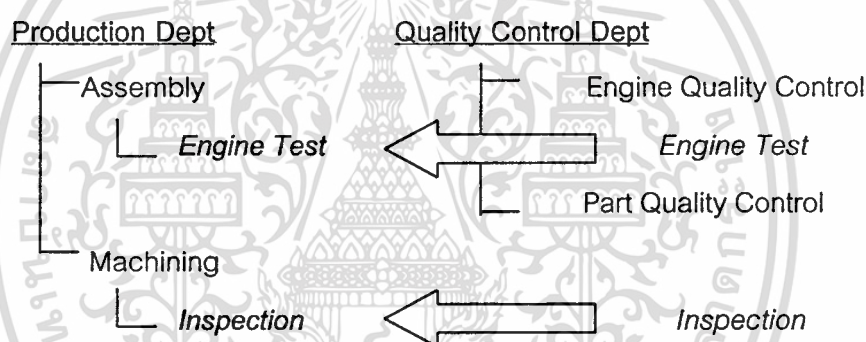 Production Dept Quality Control Dept
Assembly Engine Quality Control
Engine Test Engine Test
Part Quality Control
Machining
Inspection Inspection